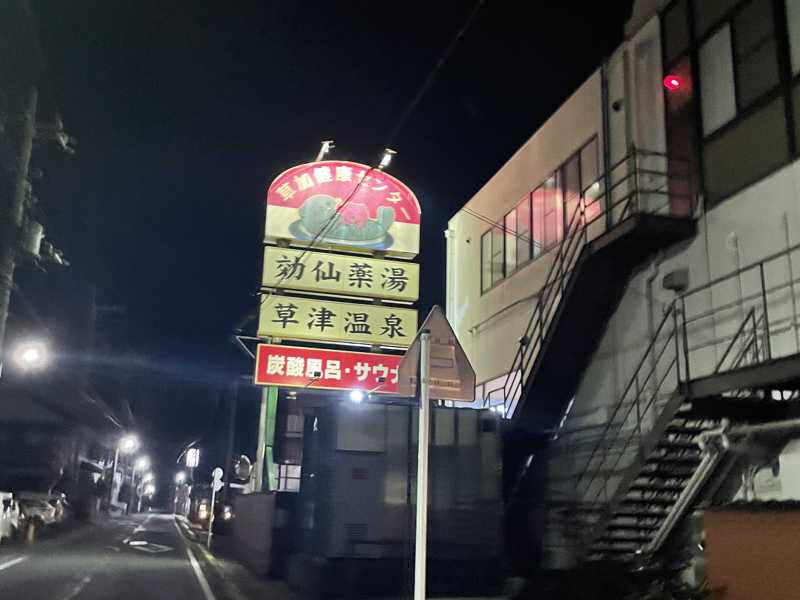 草加健康センター
効仙薬湯
草津温泉
炭酸風呂・サウナ